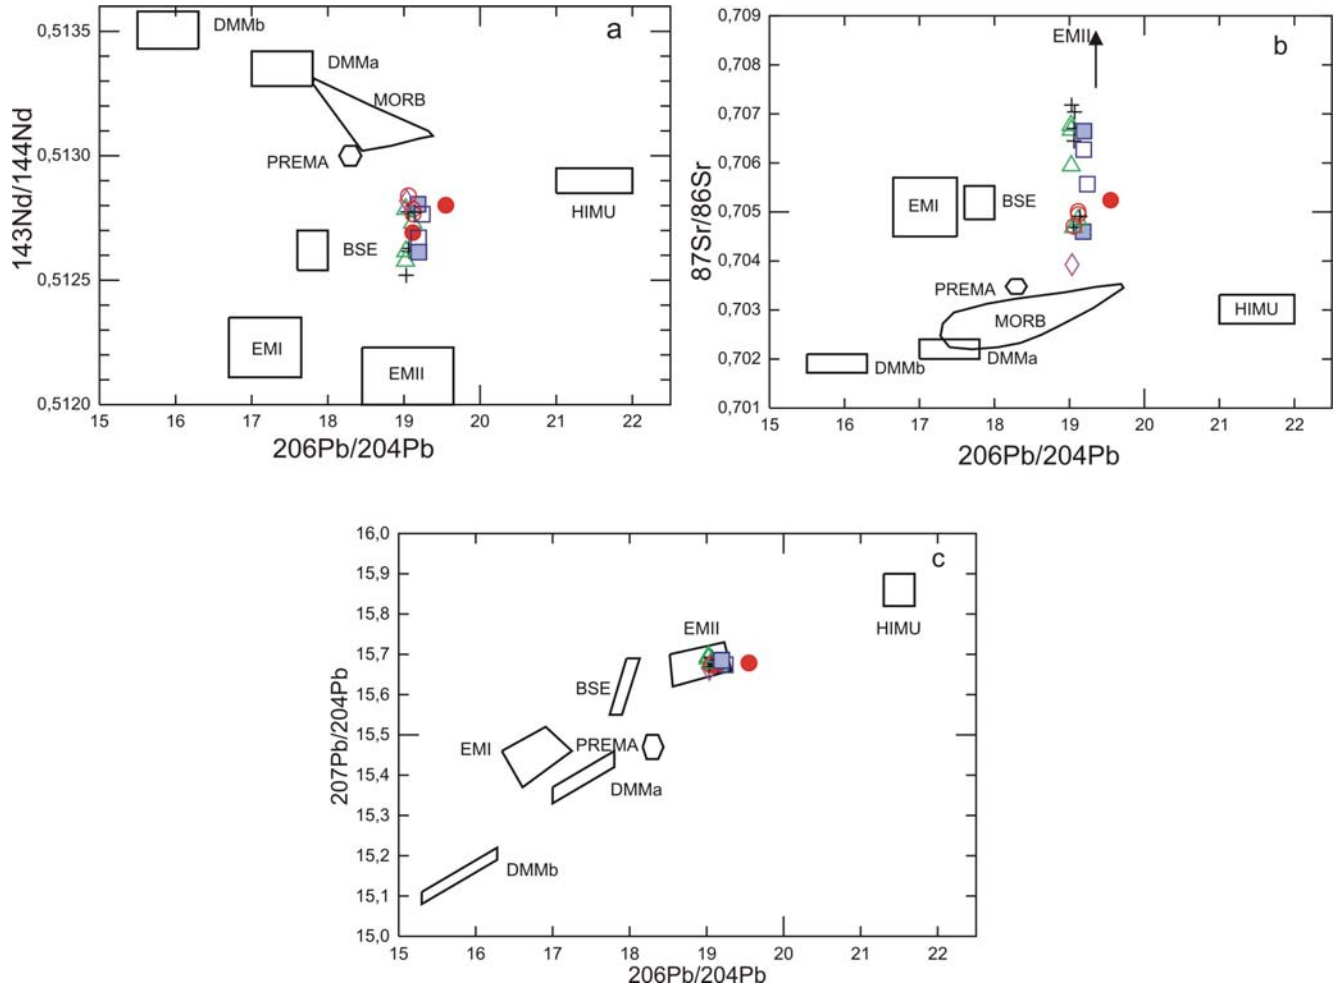 a
0,5135
0,5130
0,5125
0,5120
143Nd/144Nd
DMMb
DMMa
MORB
PREMA
HIMU
BSE
EMI
EMII
15 16 17 18 19 20 21 22
206Pb/204Pb
b
0,709
0,708
0,707
0,706
0,705
0,704
0,703
0,702
0,701
87Sr/86Sr
EMII
EMI
BSE
PREMA
MORB
HIMU
DMMb
DMMa
15 16 17 18 19 20 21 22
206Pb/204Pb
c
16,0
15,9
15,8
15,7
15,6
15,5
15,4
15,3
15,2
15,1
15,0
207Pb/204Pb
EMII
HIMU
BSE
EMI
PREMA
DMMa
DMMb
15 16 17 18 19 20 21 22
206Pb/204Pb